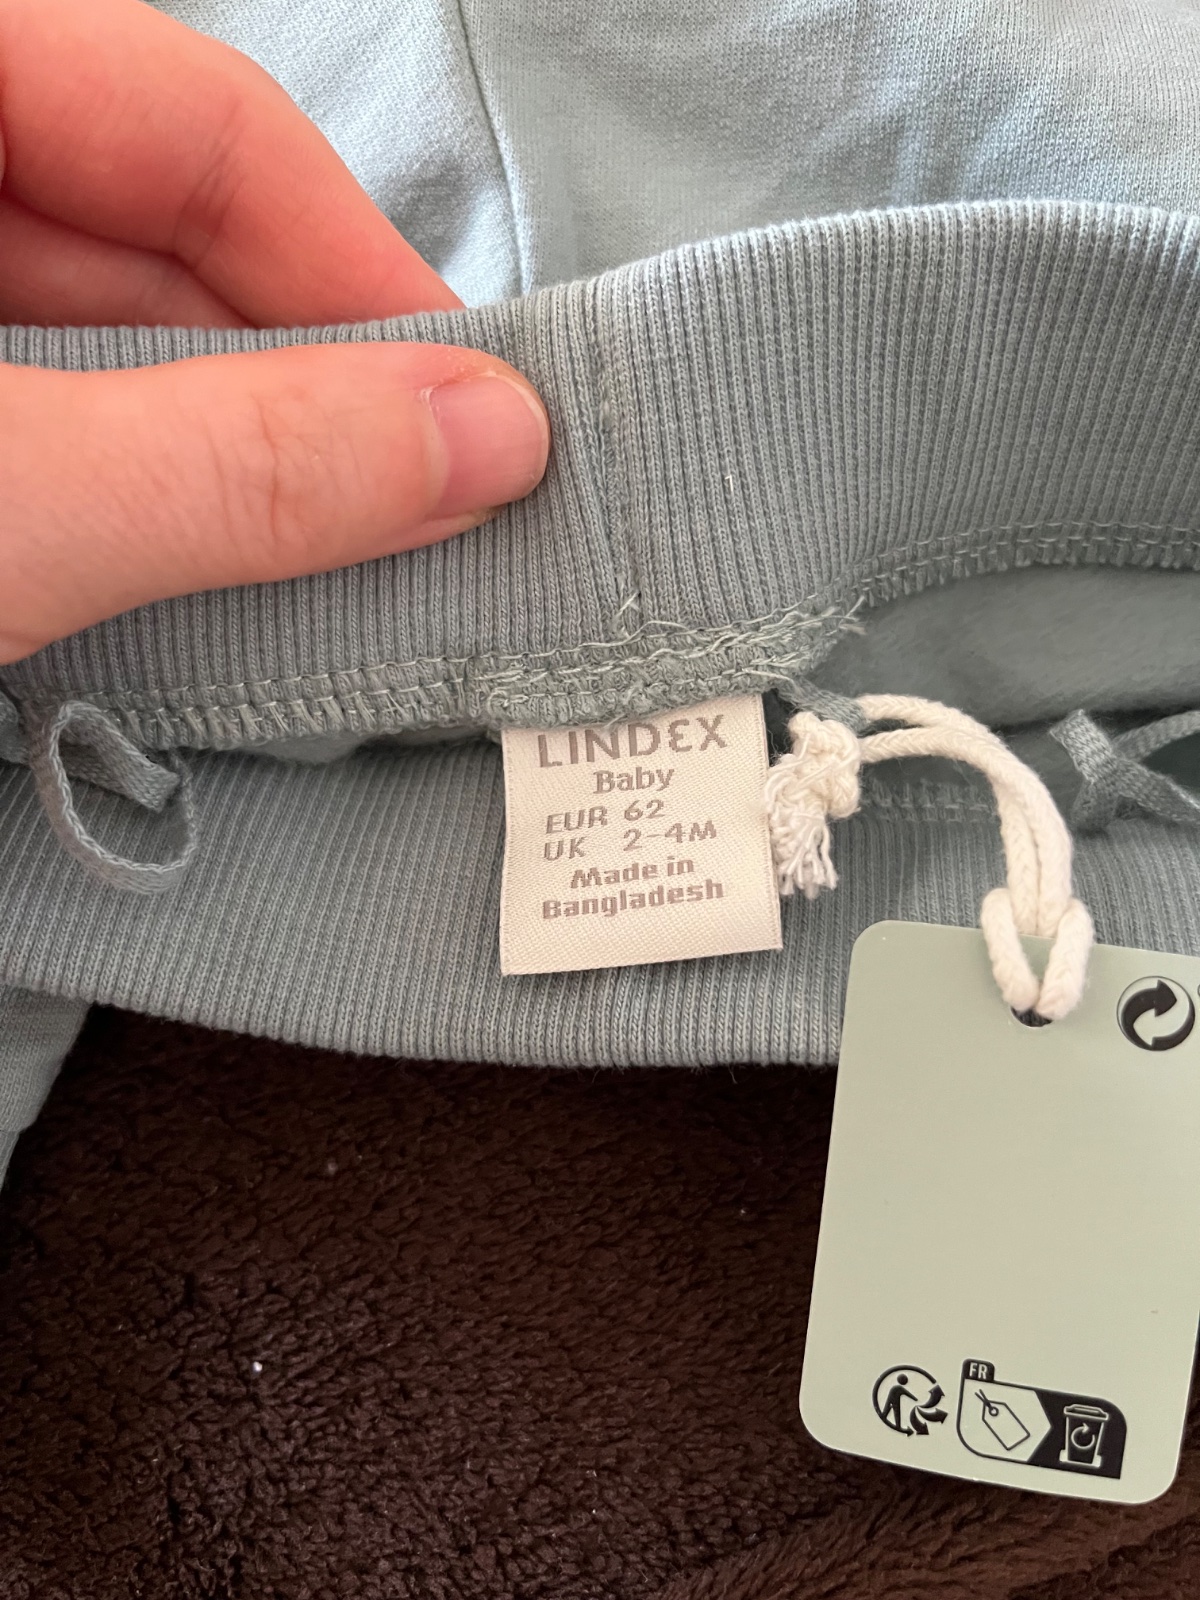 LINDEX
Baby
EUR 62
UK 2-4M
Made in
Bangladesh
FR